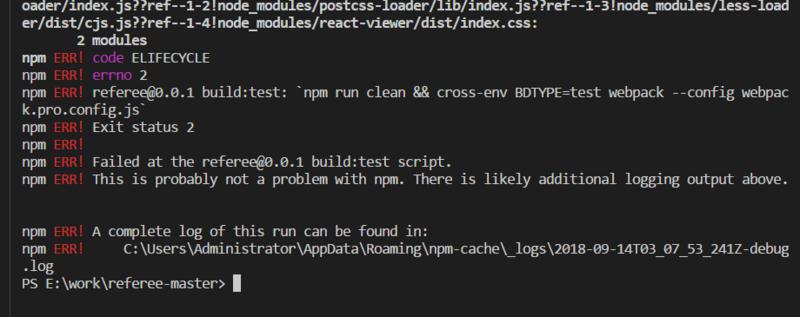 oader/index.js??ref--1-2!node_modules/postcss-loader/lib/index.js??ref--1-3!node_modules/less-load
er/dist/cjs.js??ref--1-4!node_modules/react-viewer/dist/index.css:
2 modules
npm ERR! code ELIFECYCLE
npm ERR! errno 2
npm ERR! referee@0.0.1 build:test: `npm run clean && cross-env BDTYPE=test webpack --config webpac
k.pro.config.js`
npm ERR! Exit status 2
npm ERR!
npm ERR! Failed at the referee@0.0.1 build:test script.
npm ERR! This is probably not a problem with npm. There is likely additional logging output above.
npm ERR! A complete log of this run can be found in:
npm ERR! C:\Users\Administrator\AppData\Roaming\npm-cache\_logs\2018-09-14T03_07_53_241Z-debug
.log
PS E:\work\referee-master>